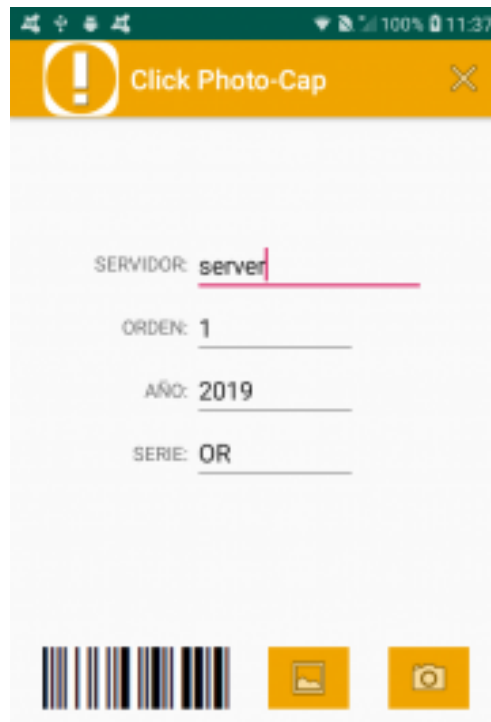 100% 11:37
Click Photo-Cap
SERVIDOR: server
ORDEN: 1
AÑO: 2019
SERIE: OR